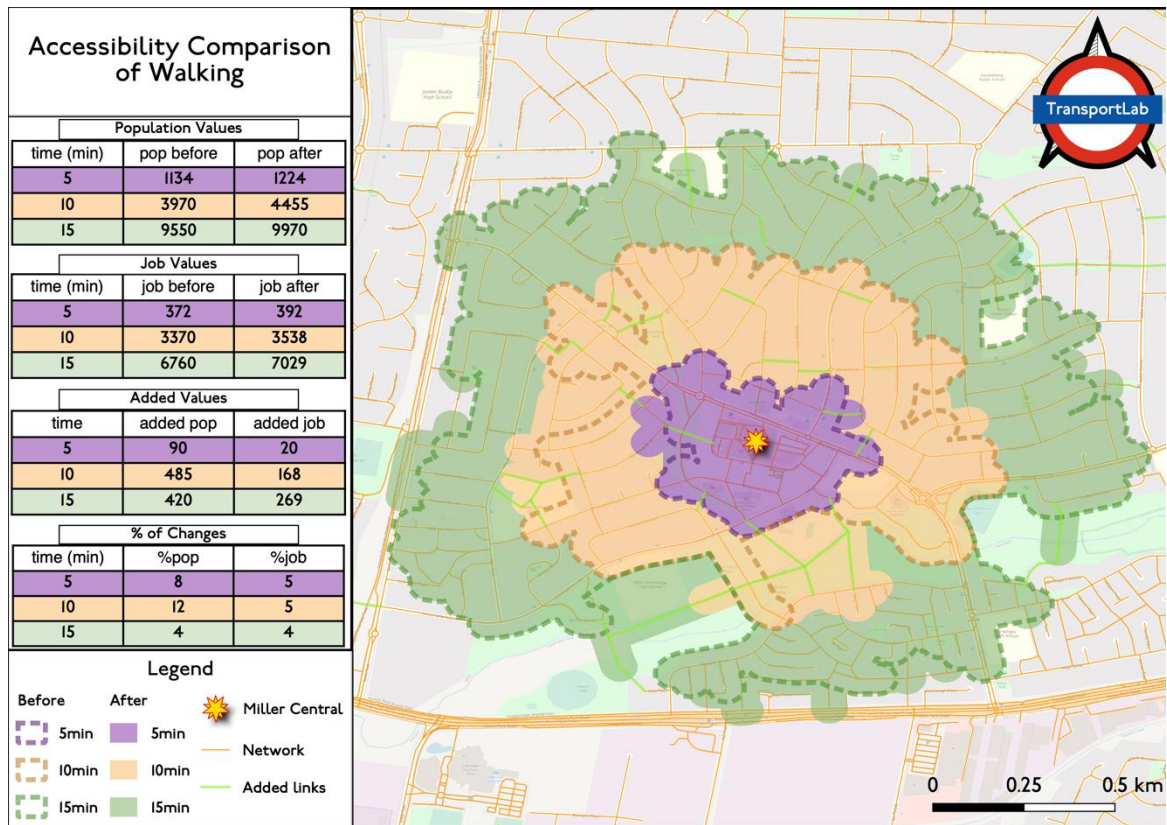 Accessibility Comparison
of Walking
Population Values
time (min) pop before pop after
5 1134 1224
10 3970 4455
15 9550 9970
Job Values
time (min) job before job after
5 372 392
10 3370 3538
15 6760 7029
Added Values
time added pop added job
5 90 20
10 485 168
15 420 269
% of Changes
time (min) %pop %job
5 8 5
10 12 5
15 4 4
Legend
Before After
5min 5min
10min 10min
15min 15min
Miller Central
Network
Added links
TransportLab
James Busby
High School
0 0.25 0.5 km